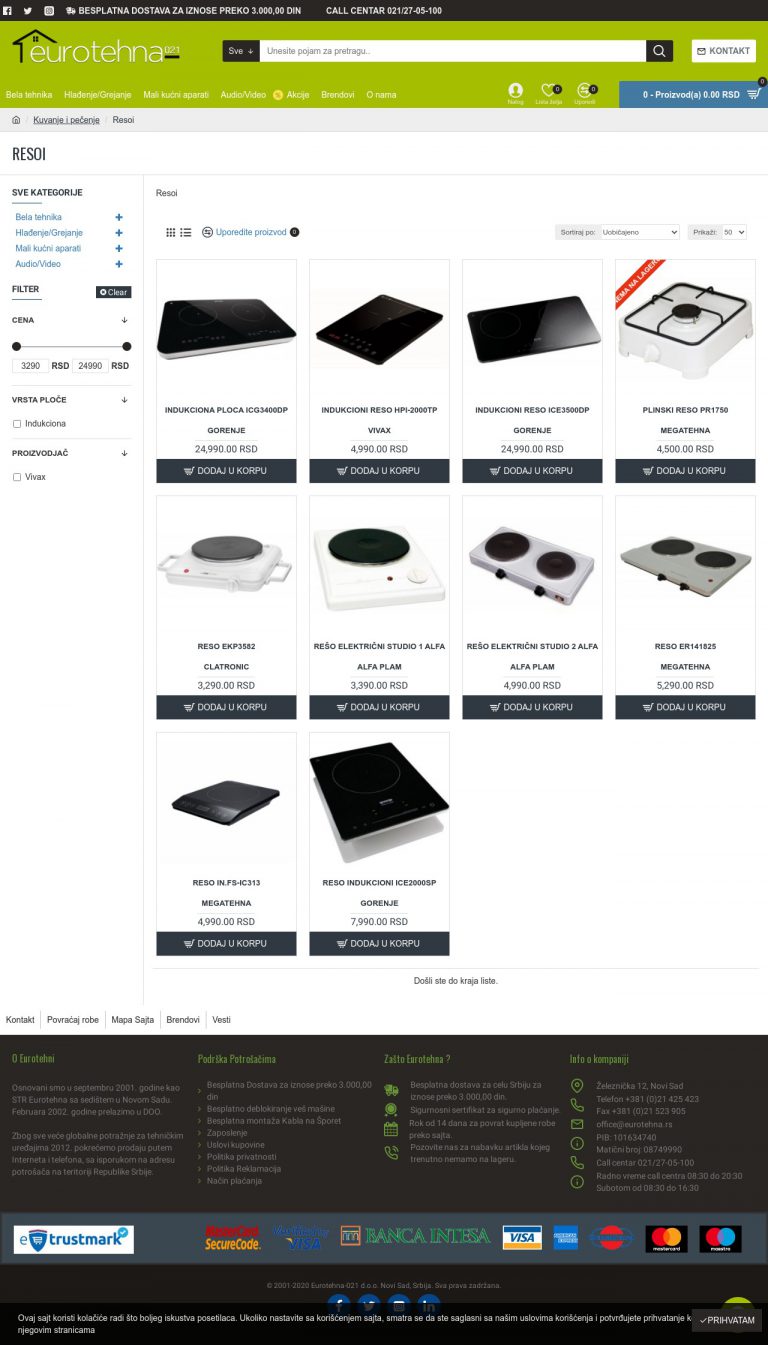 BESPLATNA DOSTAVA ZA IZNOSE PREKO 3.000,00 DIN CALL CENTAR 021/27-05-100
eurotehna 021
Sve Unesite pojam za pretragu.. KONTAKT
Bela tehnika Hlađenje/Grejanje Mali kućni aparati Audio/Video Akcije Brendovi O nama
Nalog Lista želja 0 Uporedi 0
0 - Proizvod(a) 0.00 RSD 0
Kuvanje i pečenje / Resoi
RESOI
SVE KATEGORIJE
Bela tehnika
Hlađenje/Grejanje
Mali kućni aparati
Audio/Video
FILTER Clear
CENA
3290 RSD 24990 RSD
VRSTA PLOČE
Indukciona
PROIZVODJAČ
Vivax
Resoi
Uporedite proizvod 0
Sortiraj po: Uobičajeno Prikaži: 50
INDUKCIONA PLOCA ICG3400DP
GORENJE
24,990.00 RSD
DODAJ U KORPU
INDUKCIONI RESO HPI-2000TP
VIVAX
4,990.00 RSD
DODAJ U KORPU
INDUKCIONI RESO ICE3500DP
GORENJE
24,990.00 RSD
DODAJ U KORPU
NEMA NA LAGERU
PLINSKI RESO PR1750
MEGATEHNA
4,500.00 RSD
DODAJ U KORPU
RESO EKP3582
CLATRONIC
3,290.00 RSD
DODAJ U KORPU
REŠO ELEKTRIČNI STUDIO 1 ALFA
ALFA PLAM
3,390.00 RSD
DODAJ U KORPU
REŠO ELEKTRIČNI STUDIO 2 ALFA
ALFA PLAM
4,990.00 RSD
DODAJ U KORPU
RESO ER141825
MEGATEHNA
5,290.00 RSD
DODAJ U KORPU
RESO IN.FS-IC313
MEGATEHNA
4,990.00 RSD
DODAJ U KORPU
RESO INDUKCIONI ICE2000SP
GORENJE
7,990.00 RSD
DODAJ U KORPU
Došli ste do kraja liste.
Kontakt Povraćaj robe Mapa Sajta Brendovi Vesti
O Eurotehni
Osnovani smo u septembru 2001. godine kao
STR Eurotehna sa sedištem u Novom Sadu.
Februara 2002. godine prelazimo u DOO.
Zbog sve veće globalne potražnje za tehničkim
uređajima 2012. pokrećemo prodaju putem
Interneta i telefona, sa isporukom na adresu
potrošača na teritoriji Republike Srbije.
Podrška Potrošačima
Besplatna Dostava za iznose preko 3.000,00
din
Besplatno deblokiranje veš mašine
Besplatna montaža Kabla na Šporet
Zaposlenje
Uslovi kupovine
Politika privatnosti
Politika Reklamacija
Način plaćanja
Zašto Eurotehna ?
Besplatna dostava za celu Srbiju za
iznose preko 3.000,00 din.
Sigurnosni sertifikat za sigurno plaćanje.
Rok od 14 dana za povrat kupljene robe
preko sajta.
Pozovite nas za nabavku artikla kojeg
trenutno nemamo na lageru.
Info o kompaniji
Železnička 12, Novi Sad
Telefon +381 (0)21 425 423
Fax +381 (0)21 523 905
office@eurotehna.rs
PIB: 101634740
Matični broj: 08749990
Call centar 021/27-05-100
Radno vreme call centra 08:30 do 20:30
Subotom od 08:30 do 16:30
e trustmark MasterCard SecureCode. VISA BANCA INTESA VISA mastercard maestro
© 2001-2020 Eurotehna-021 d.o.o. Novi Sad, Srbija. Sva prava zadržana.
Ovaj sajt koristi kolačiće radi što boljeg iskustva posetilaca. Ukoliko nastavite sa korišćenjem sajta, smatra se da ste saglasni sa našim uslovima korišćenja i potvrđujete prihvatanje
njegovim stranicama
PRIHVATAM